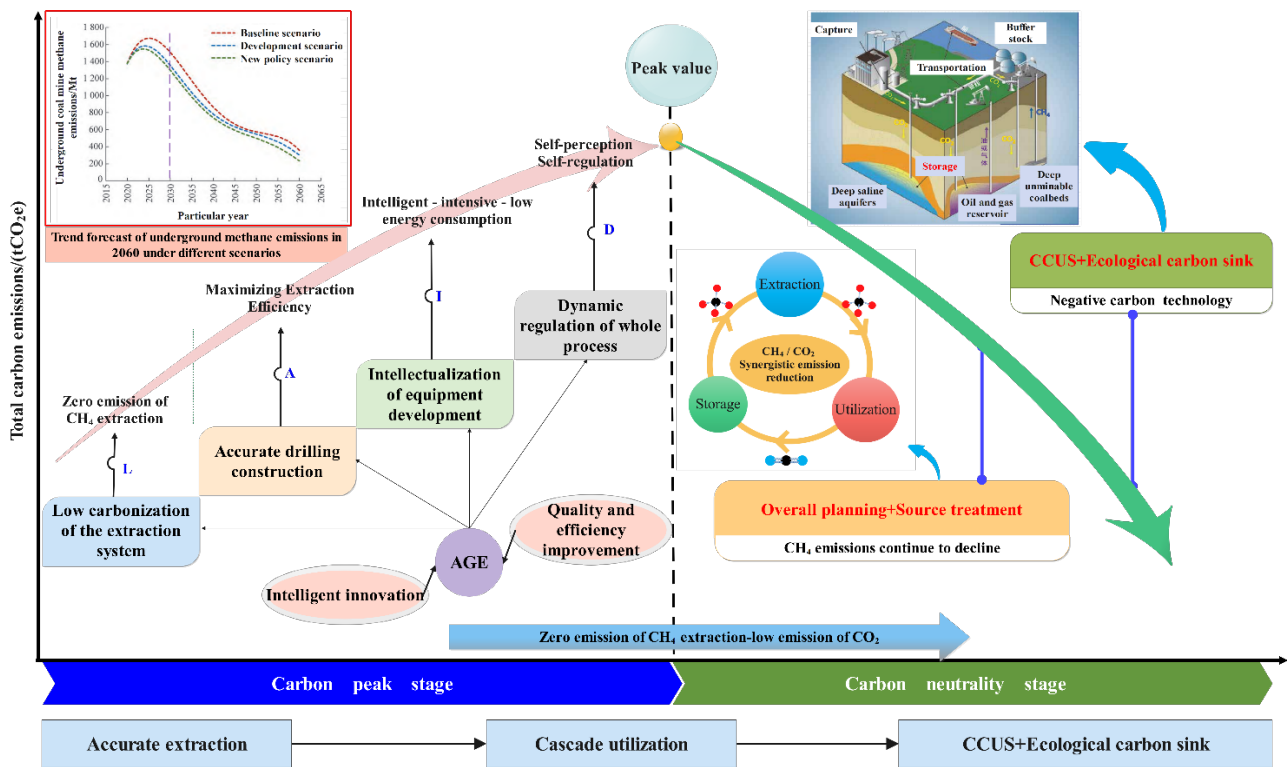 Total carbon emissions/(tCO₂e)
Underground coal mine methane
emissions/Mt
1 800
1 600
1 400
1 200
1 000
800
600
400
200
0
Baseline scenario
Development scenario
New policy scenario
2015
2020
2025
2030
2035
2040
2045
2050
2055
2060
2065
Particular year
Trend forecast of underground methane emissions in
2060 under different scenarios
Peak value
Self-perception
Self-regulation
Intelligent - intensive - low
energy consumption
Maximizing Extraction
Efficiency
Zero emission of
CH₄ extraction
L
A
I
D
Low carbonization
of the extraction
system
Accurate drilling
construction
Intellectualization
of equipment
development
Dynamic
regulation of whole
process
AGE
Intelligent innovation
Quality and
efficiency
improvement
Capture
Transportation
Buffer
stock
CO₂
CH₄
Storage
Deep saline
aquifers
Oil and gas
reservoir
Deep
unminable
coalbeds
CCUS+Ecological carbon sink
Negative carbon technology
Extraction
CH₄ / CO₂
Synergistic emission
reduction
Storage
Utilization
Overall planning+Source treatment
CH₄ emissions continue to decline
Zero emission of CH₄ extraction-low emission of CO₂
Carbon peak stage
Carbon neutrality stage
Accurate extraction
Cascade utilization
CCUS+Ecological carbon sink